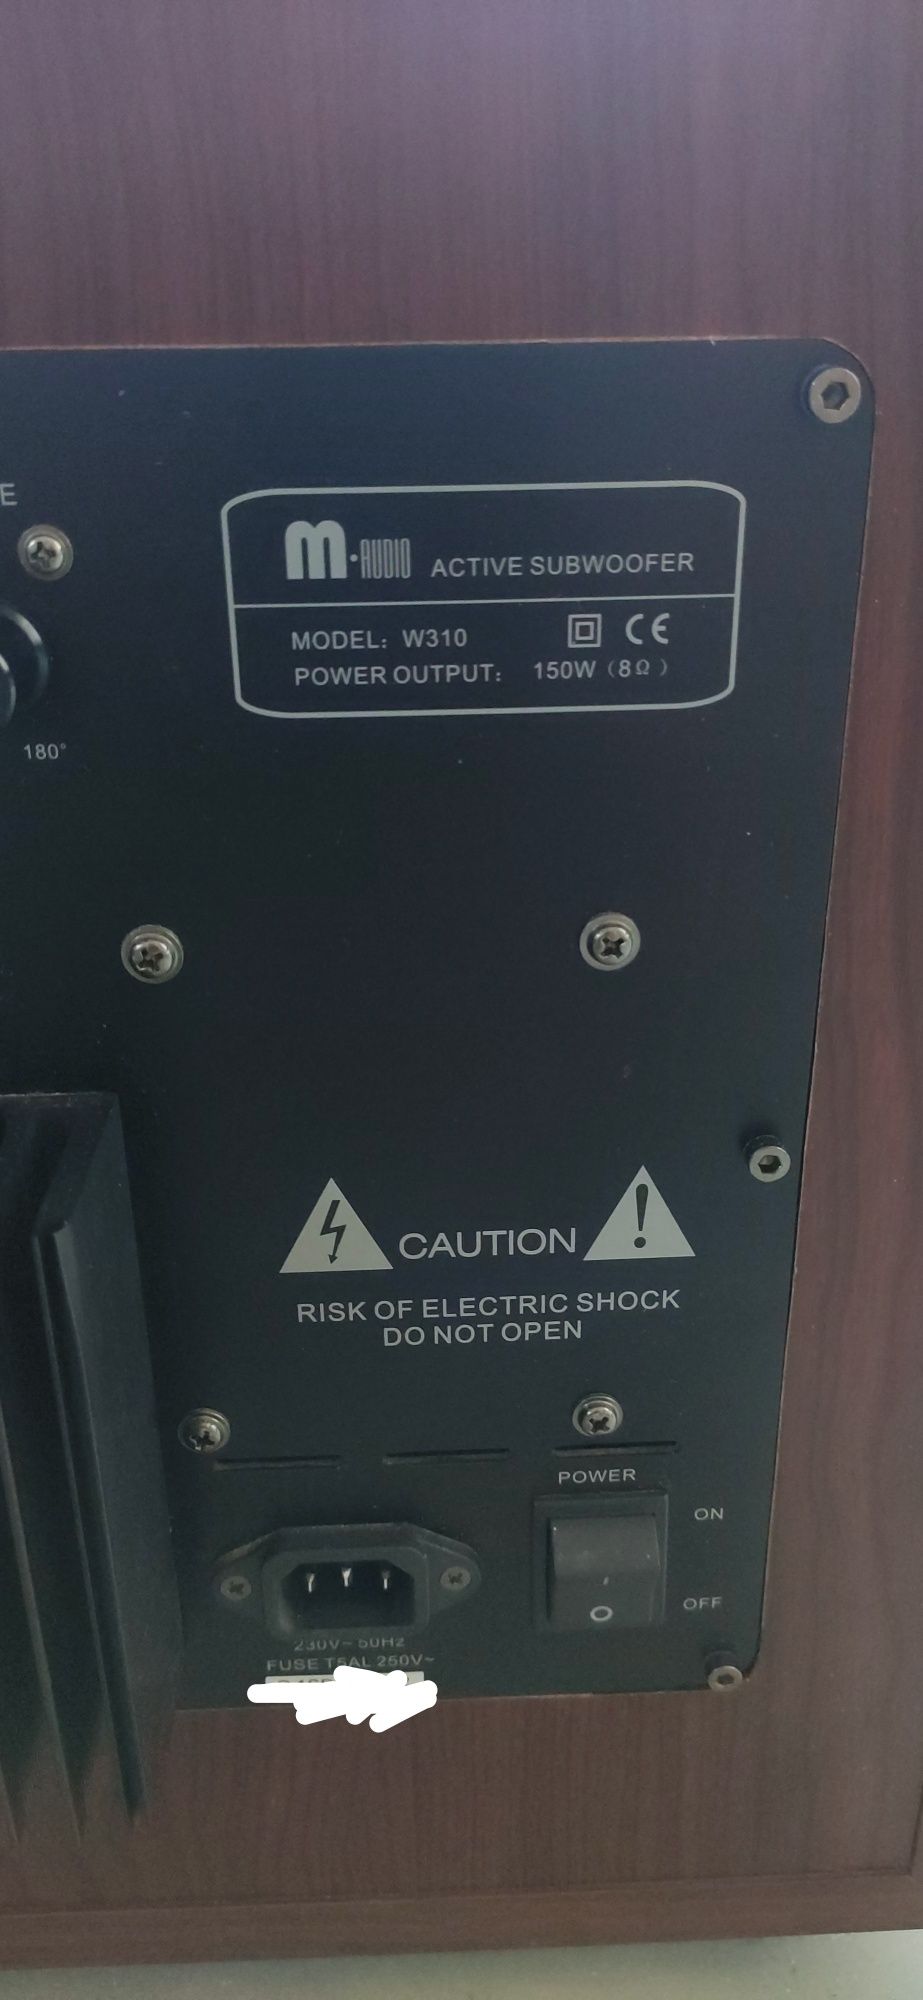 E
m·AUDIO ACTIVE SUBWOOFER
MODEL: W310
CE
POWER OUTPUT: 150W (8Ω)
180°
CAUTION
RISK OF ELECTRIC SHOCK
DO NOT OPEN
POWER
ON
OFF
230V~ 50Hz
FUSE T5AL 250V~